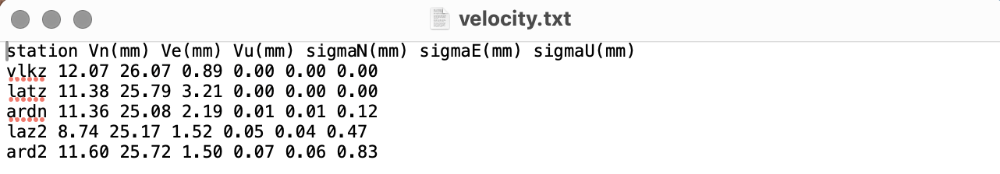 velocity.txt
station Vn(mm) Ve(mm) Vu(mm) sigmaN(mm) sigmaE(mm) sigmaU(mm)
vlkz 12.07 26.07 0.89 0.00 0.00 0.00
latz 11.38 25.79 3.21 0.00 0.00 0.00
ardn 11.36 25.08 2.19 0.01 0.01 0.12
laz2 8.74 25.17 1.52 0.05 0.04 0.47
ard2 11.60 25.72 1.50 0.07 0.06 0.83